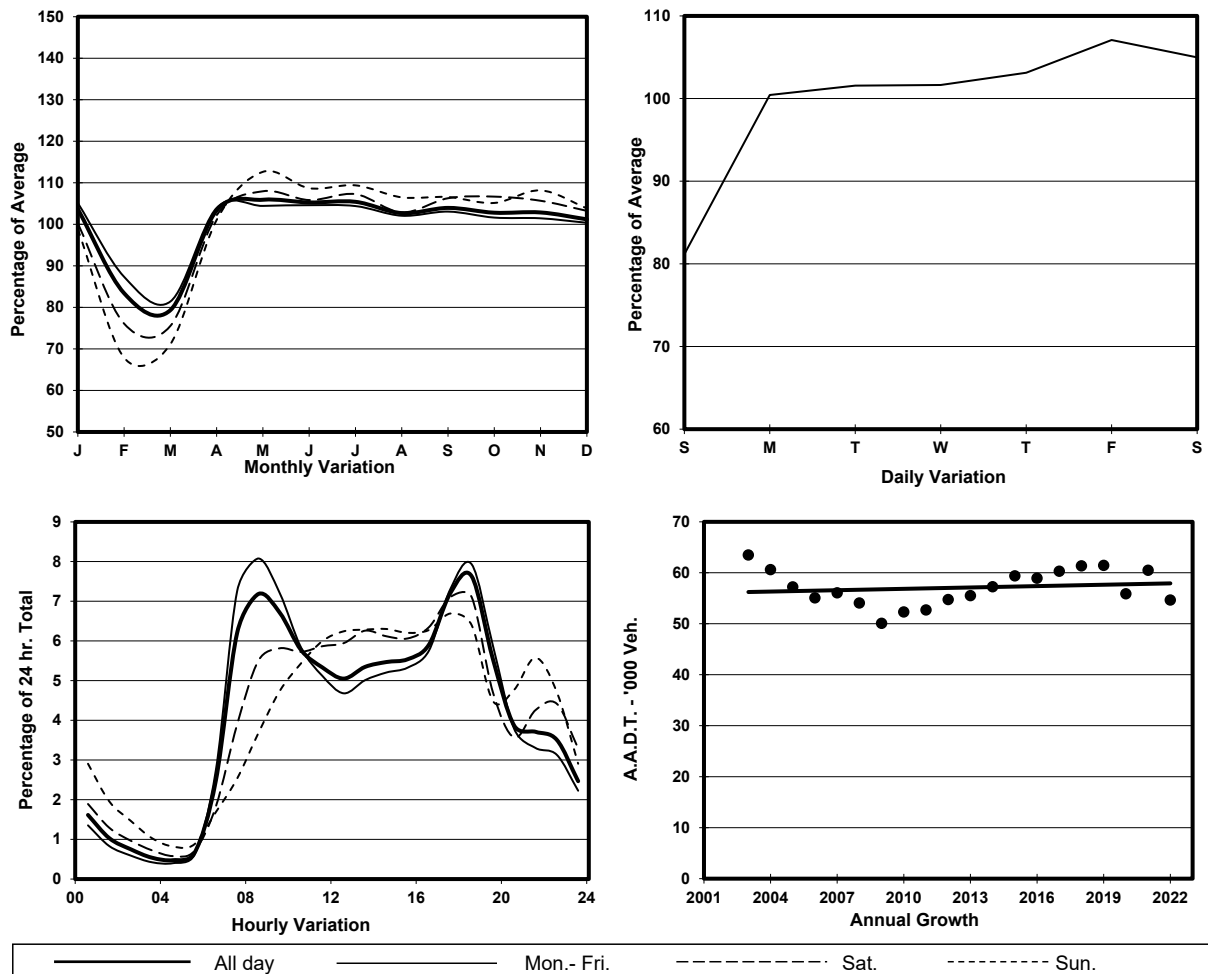 Percentage of Average
150
140
130
120
110
100
90
80
70
60
50
J F M A M J J A S O N D
Monthly Variation
Percentage of Average
110
100
90
80
70
60
S M T W T F S
Daily Variation
Percentage of 24 hr. Total
9
8
7
6
5
4
3
2
1
0
00 04 08 12 16 20 24
Hourly Variation
A.A.D.T. - '000 Veh.
70
60
50
40
30
20
10
0
2001 2004 2007 2010 2013 2016 2019 2022
Annual Growth
All day Mon.- Fri. Sat. Sun.